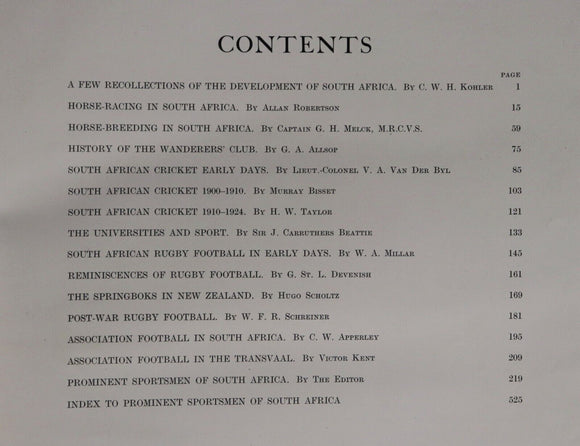 CONTENTS
PAGE
A FEW RECOLLECTIONS OF THE DEVELOPMENT OF SOUTH AFRICA. By C. W. H. Kohler 1
HORSE-RACING IN SOUTH AFRICA. By Allan Robertson 15
HORSE-BREEDING IN SOUTH AFRICA. By Captain G. H. Melck, M.R.C.V.S. 59
HISTORY OF THE WANDERERS' CLUB. By G. A. Allsop 75
SOUTH AFRICAN CRICKET EARLY DAYS. By Lieut.-Colonel V. A. Van Der Byl 85
SOUTH AFRICAN CRICKET 1900–1910. By Murray Bisset 103
SOUTH AFRICAN CRICKET 1910–1924. By H. W. Taylor 121
THE UNIVERSITIES AND SPORT. By Sir J. Carruthers Beattie 133
SOUTH AFRICAN RUGBY FOOTBALL IN EARLY DAYS. By W. A. Millar 145
REMINISCENCES OF RUGBY FOOTBALL. By G. St. L. Devenish 161
THE SPRINGBOKS IN NEW ZEALAND. By Hugo Scholtz 169
POST-WAR RUGBY FOOTBALL. By W. F. R. Schreiner 181
ASSOCIATION FOOTBALL IN SOUTH AFRICA. By C. W. Apperley 195
ASSOCIATION FOOTBALL IN THE TRANSVAAL. By Victor Kent 209
PROMINENT SPORTSMEN OF SOUTH AFRICA. By The Editor 219
INDEX TO PROMINENT SPORTSMEN OF SOUTH AFRICA 525